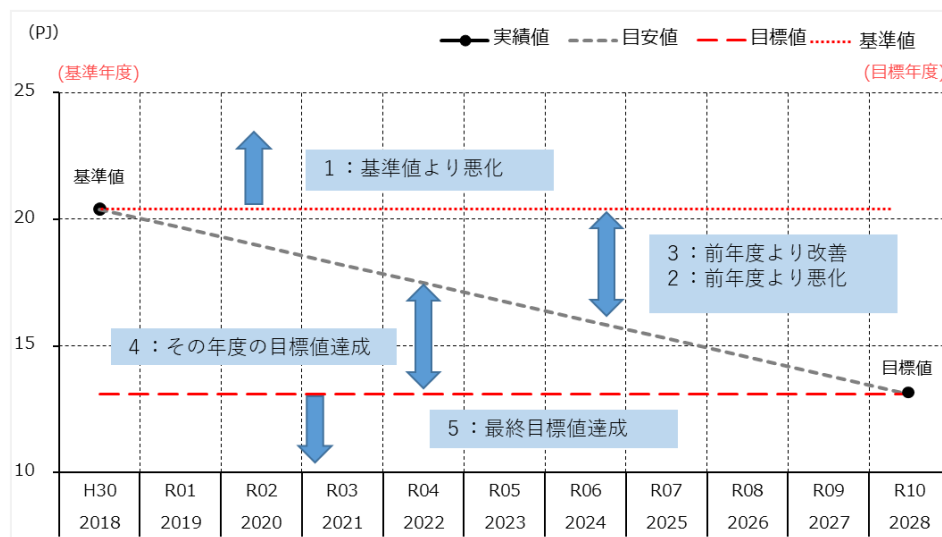 (PJ)
実績値 目安値 目標値 基準値
(基準年度) (目標年度)
25
1：基準値より悪化
基準値
20
3：前年度より改善
2：前年度より悪化
4：その年度の目標値達成
15
目標値
5：最終目標値達成
10
H30 R01 R02 R03 R04 R05 R06 R07 R08 R09 R10
2018 2019 2020 2021 2022 2023 2024 2025 2026 2027 2028